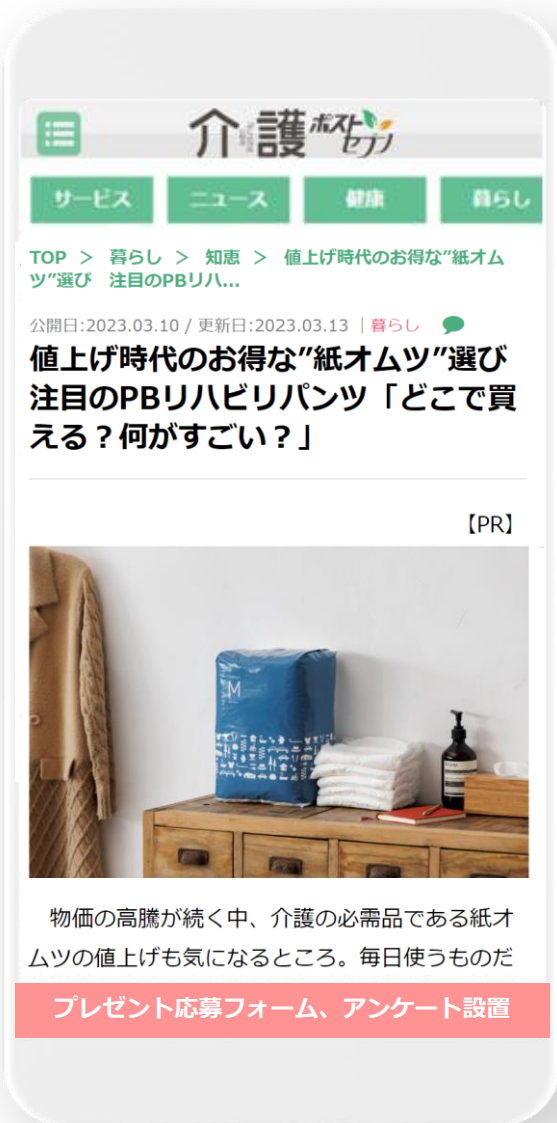 介護ポストセブン
サービス
ニュース
健康
暮らし
TOP ＞ 暮らし ＞ 知恵 ＞ 値上げ時代のお得な”紙オム
ツ”選び 注目のPBリハ...
公開日:2023.03.10 / 更新日:2023.03.13 ｜暮らし
値上げ時代のお得な”紙オムツ”選び
注目のPBリハビリパンツ「どこで買
える？何がすごい？」
【PR】
M
物価の高騰が続く中、介護の必需品である紙オ
ムツの値上げも気になるところ。毎日使うものだ
プレゼント応募フォーム、アンケート設置